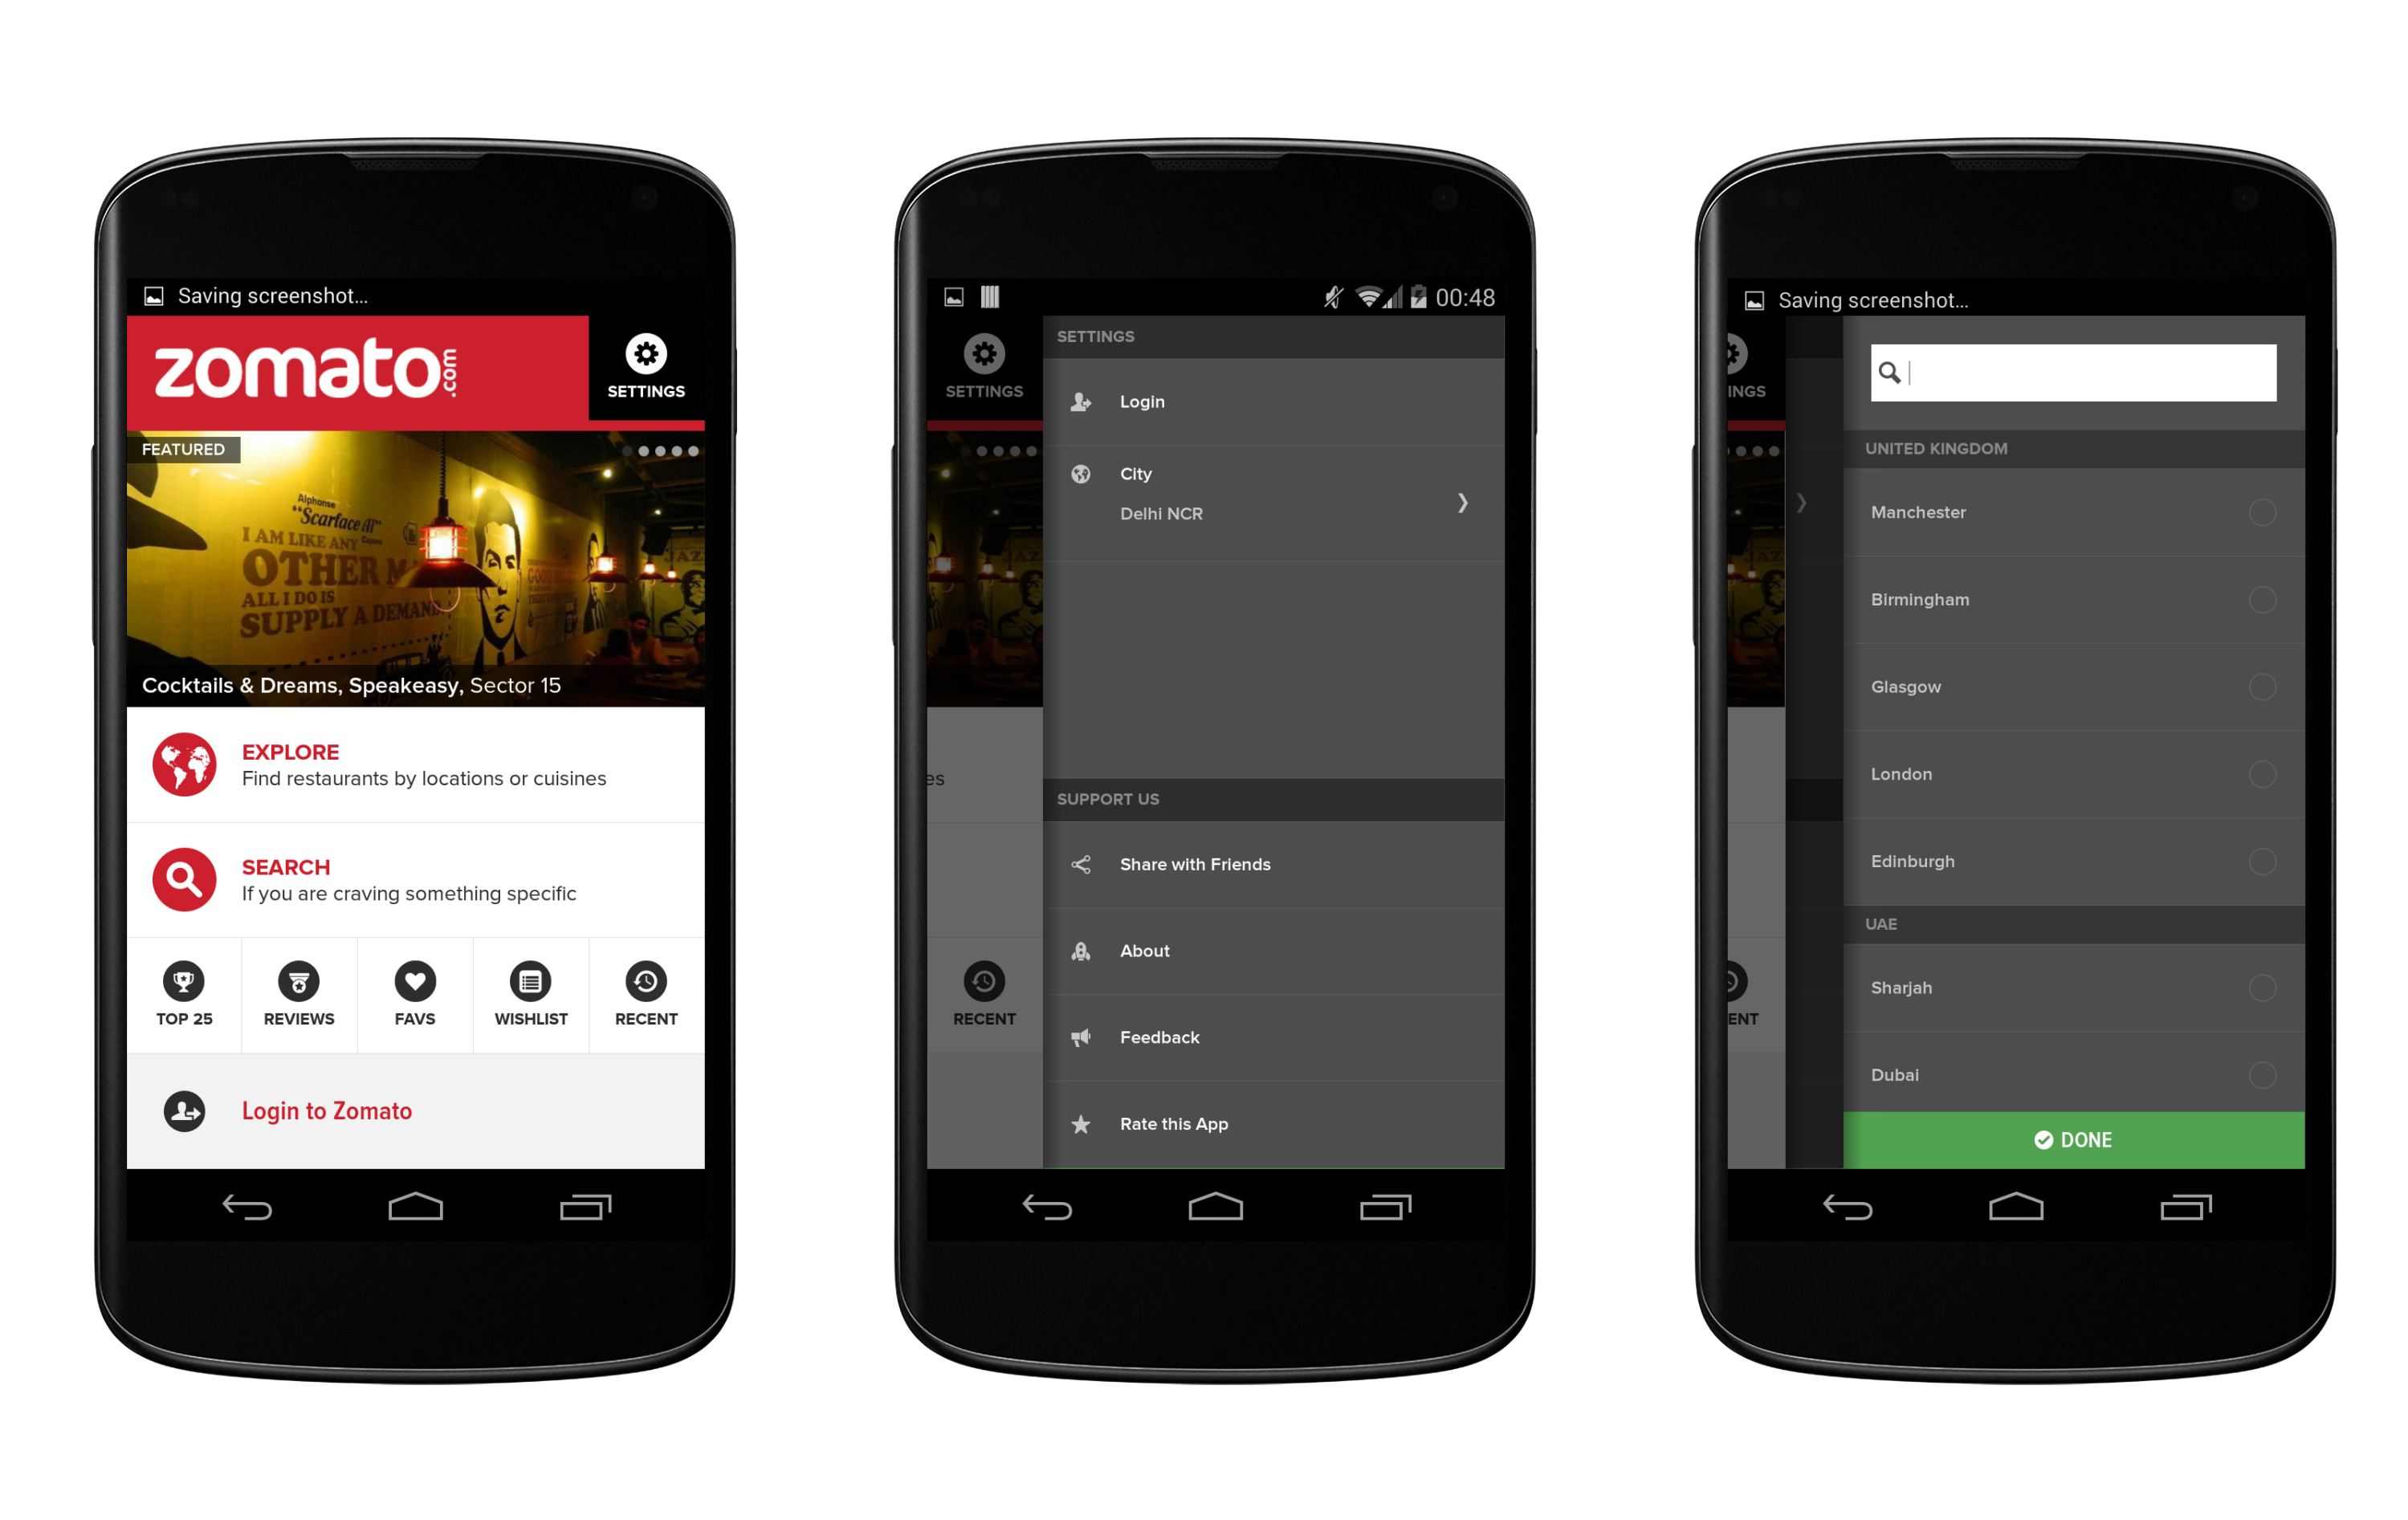 Saving screenshot...
zomato.com
SETTINGS
FEATURED
Alphonse
"Scarface Al"
Capone
I AM LIKE ANY
OTHER M
ALL I DO IS
SUPPLY A DEMAND
Cocktails & Dreams, Speakeasy, Sector 15
EXPLORE
Find restaurants by locations or cuisines
SEARCH
If you are craving something specific
TOP 25
REVIEWS
FAVS
WISHLIST
RECENT
Login to Zomato
00:48
SETTINGS
SETTINGS
Login
City
Delhi NCR
es
SUPPORT US
Share with Friends
About
RECENT
Feedback
Rate this App
Saving screenshot...
INGS
UNITED KINGDOM
Manchester
Birmingham
Glasgow
London
Edinburgh
UAE
Sharjah
ENT
Dubai
DONE